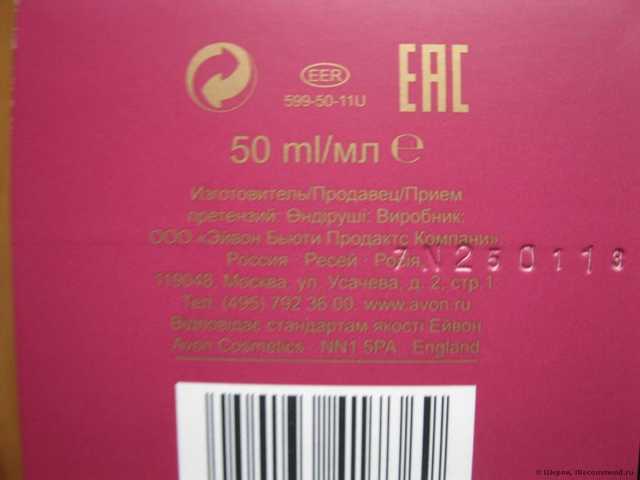 EER
599-50-11U
EAC
50 ml/мл ℮
Изготовитель/Продавец/Прием
претензий: Өндіруші: Виробник:
ООО «Эйвон Бьюти Продактс Компани»
Россия · Ресей · Росія
119048, Москва, ул. Усачева, д. 2, стр.1
Тел. (495) 792 36 00. www.avon.ru
Відповідає стандартам якості Ейвон
Avon Cosmetics · NN1 5PA · England
250113
© Шерон, IRecommend.ru